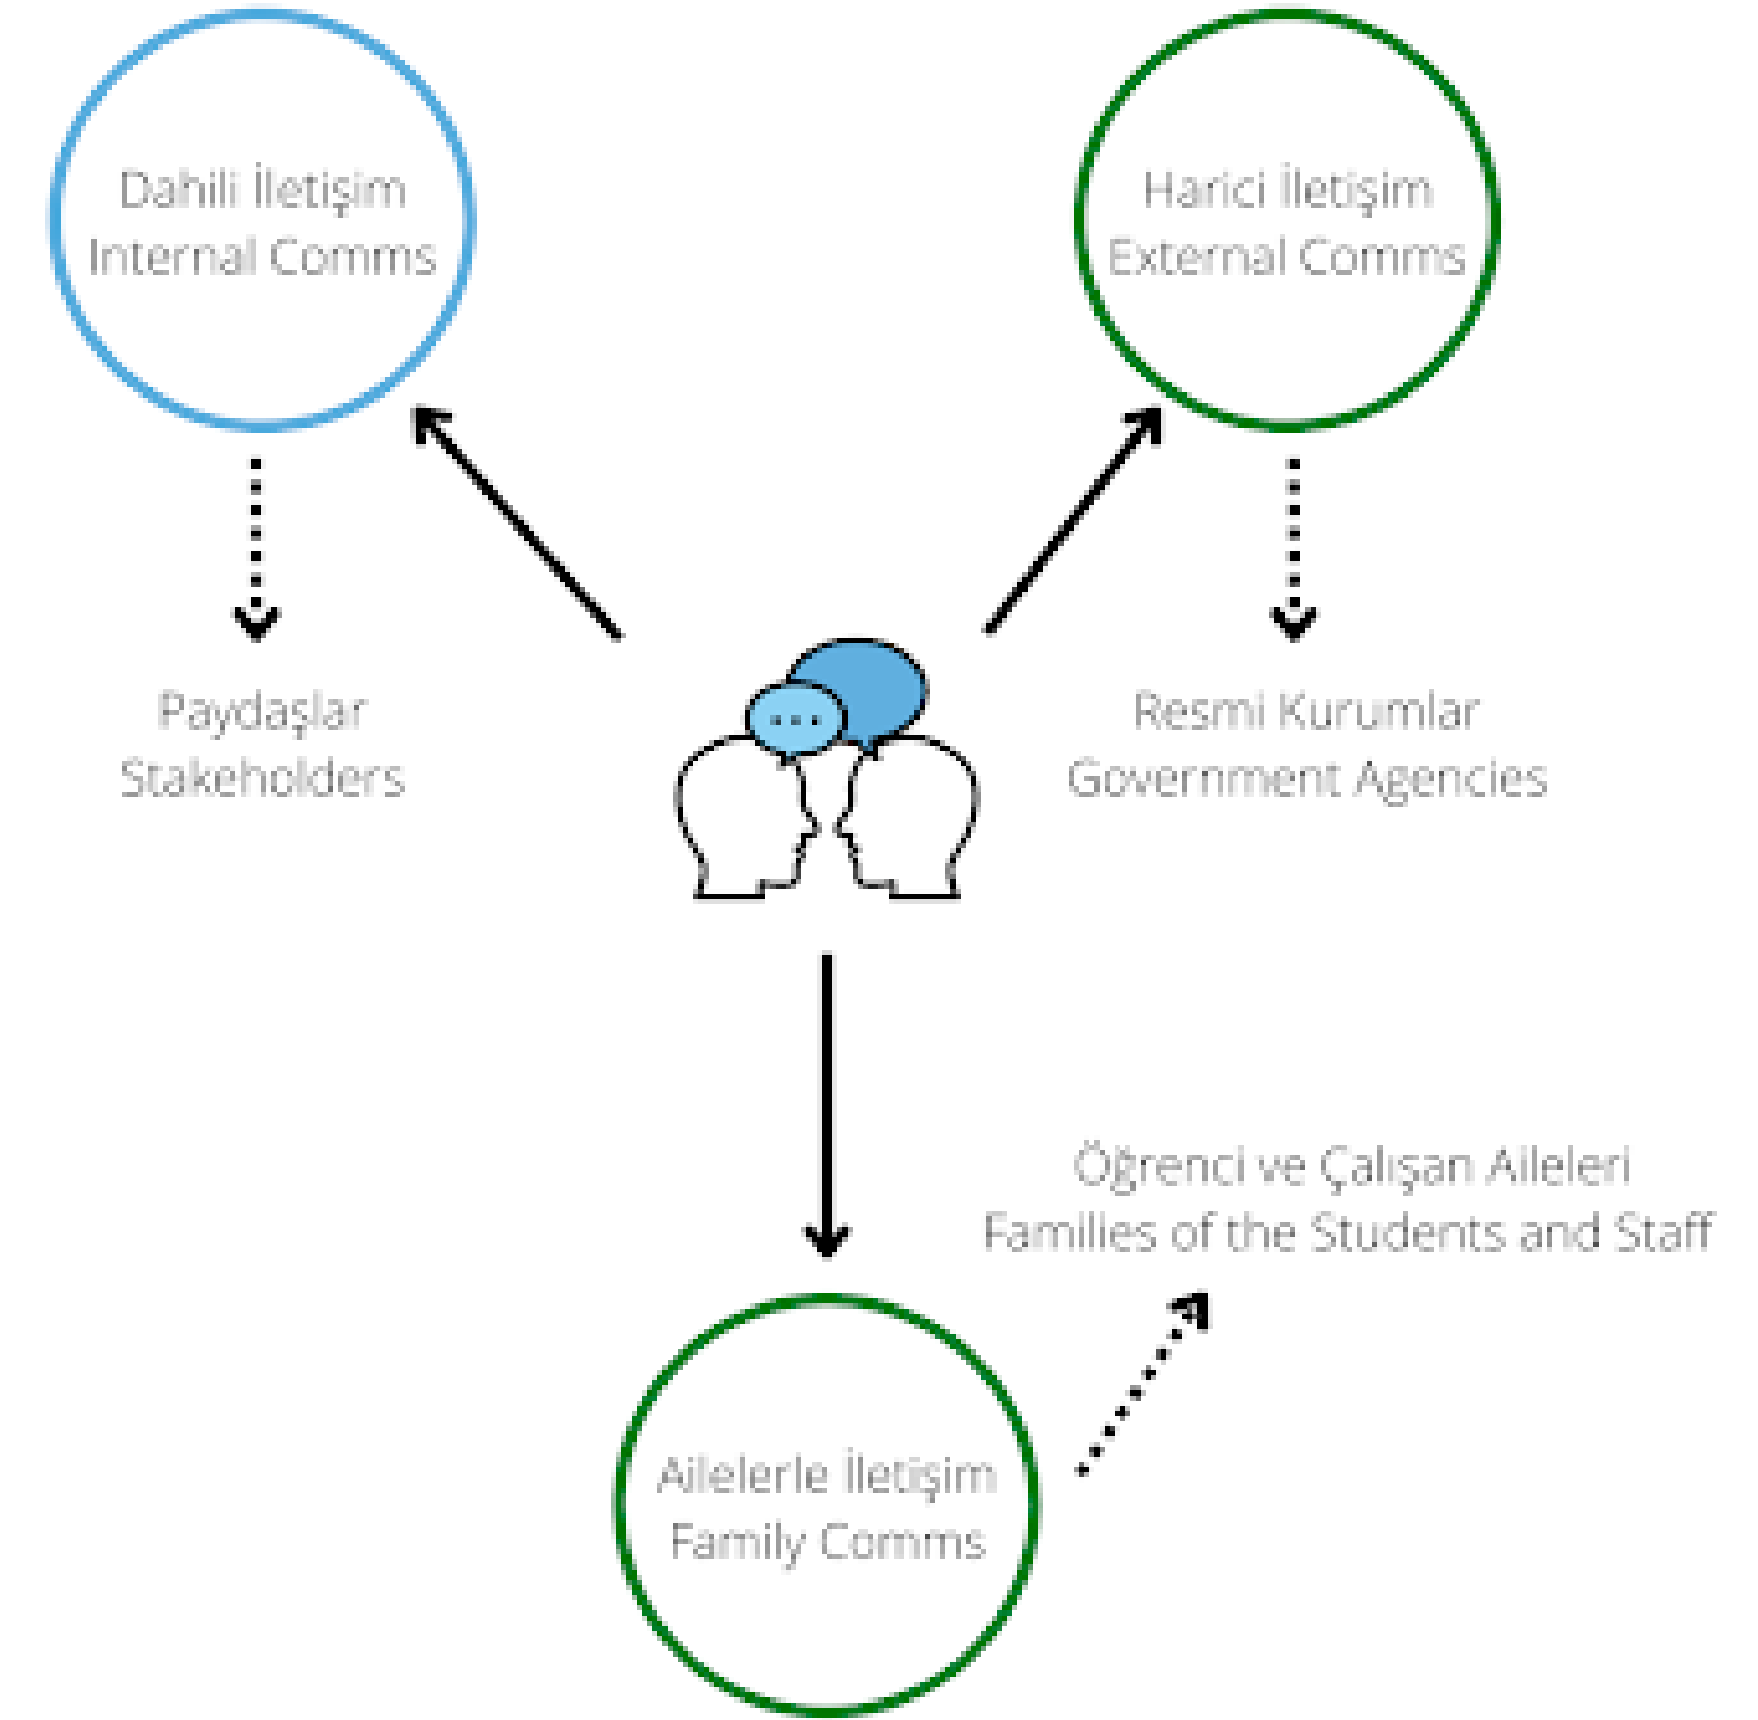 Dahili İletişim
Internal Comms
Harici İletişim
External Comms
Paydaşlar
Stakeholders
Resmi Kurumlar
Government Agencies
Öğrenci ve Çalışan Aileleri
Families of the Students and Staff
Ailelerle İletişim
Family Comms